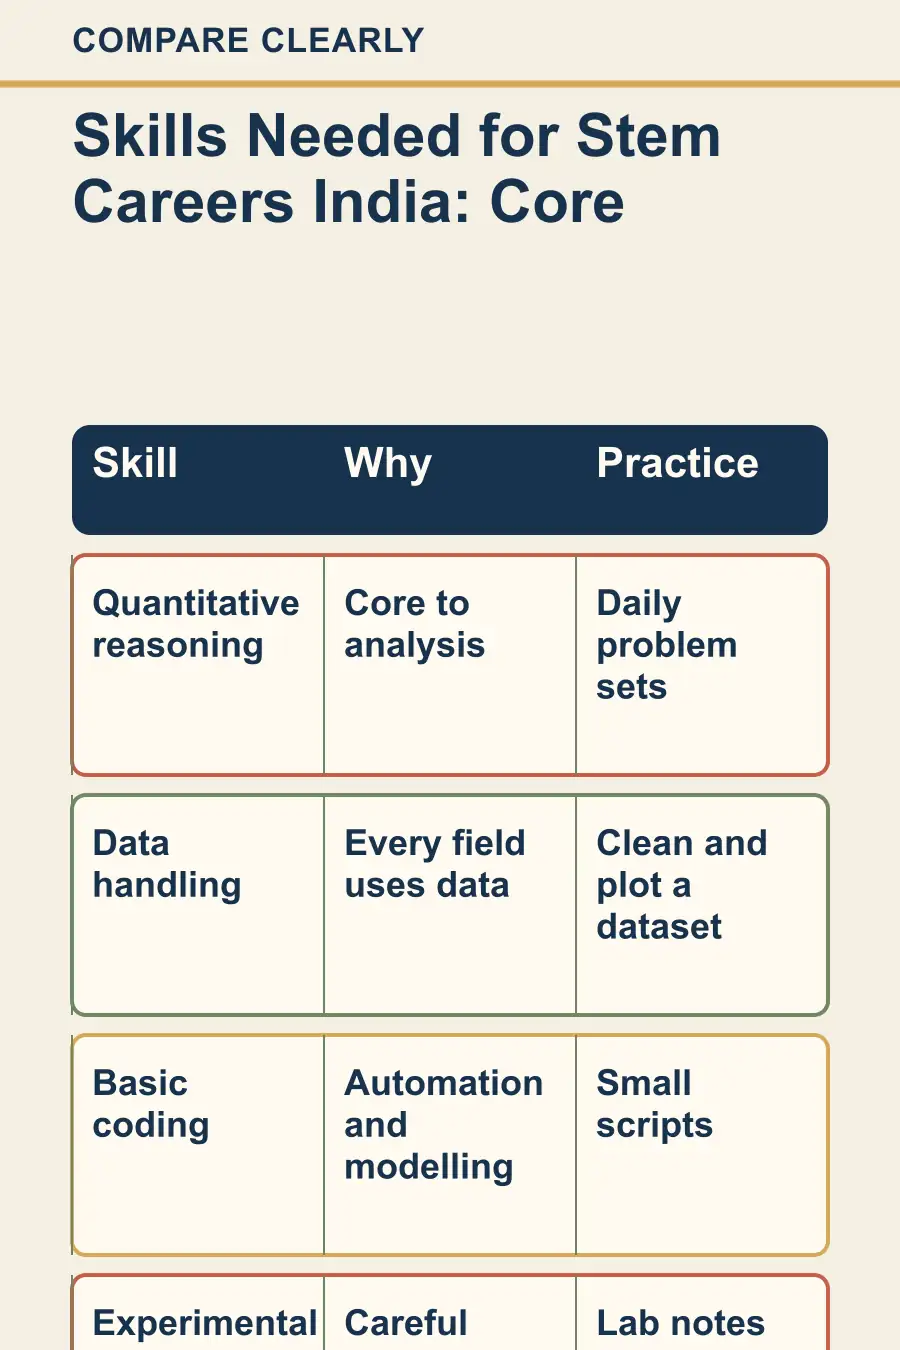 COMPARE CLEARLY
Skills Needed for Stem
Careers India: Core
Skill Why Practice
Quantitative
reasoning
Core to
analysis
Daily
problem
sets
Data
handling
Every field
uses data
Clean and
plot a
dataset
Basic
coding
Automation
and
modelling
Small
scripts
Experimental
Careful
Lab notes